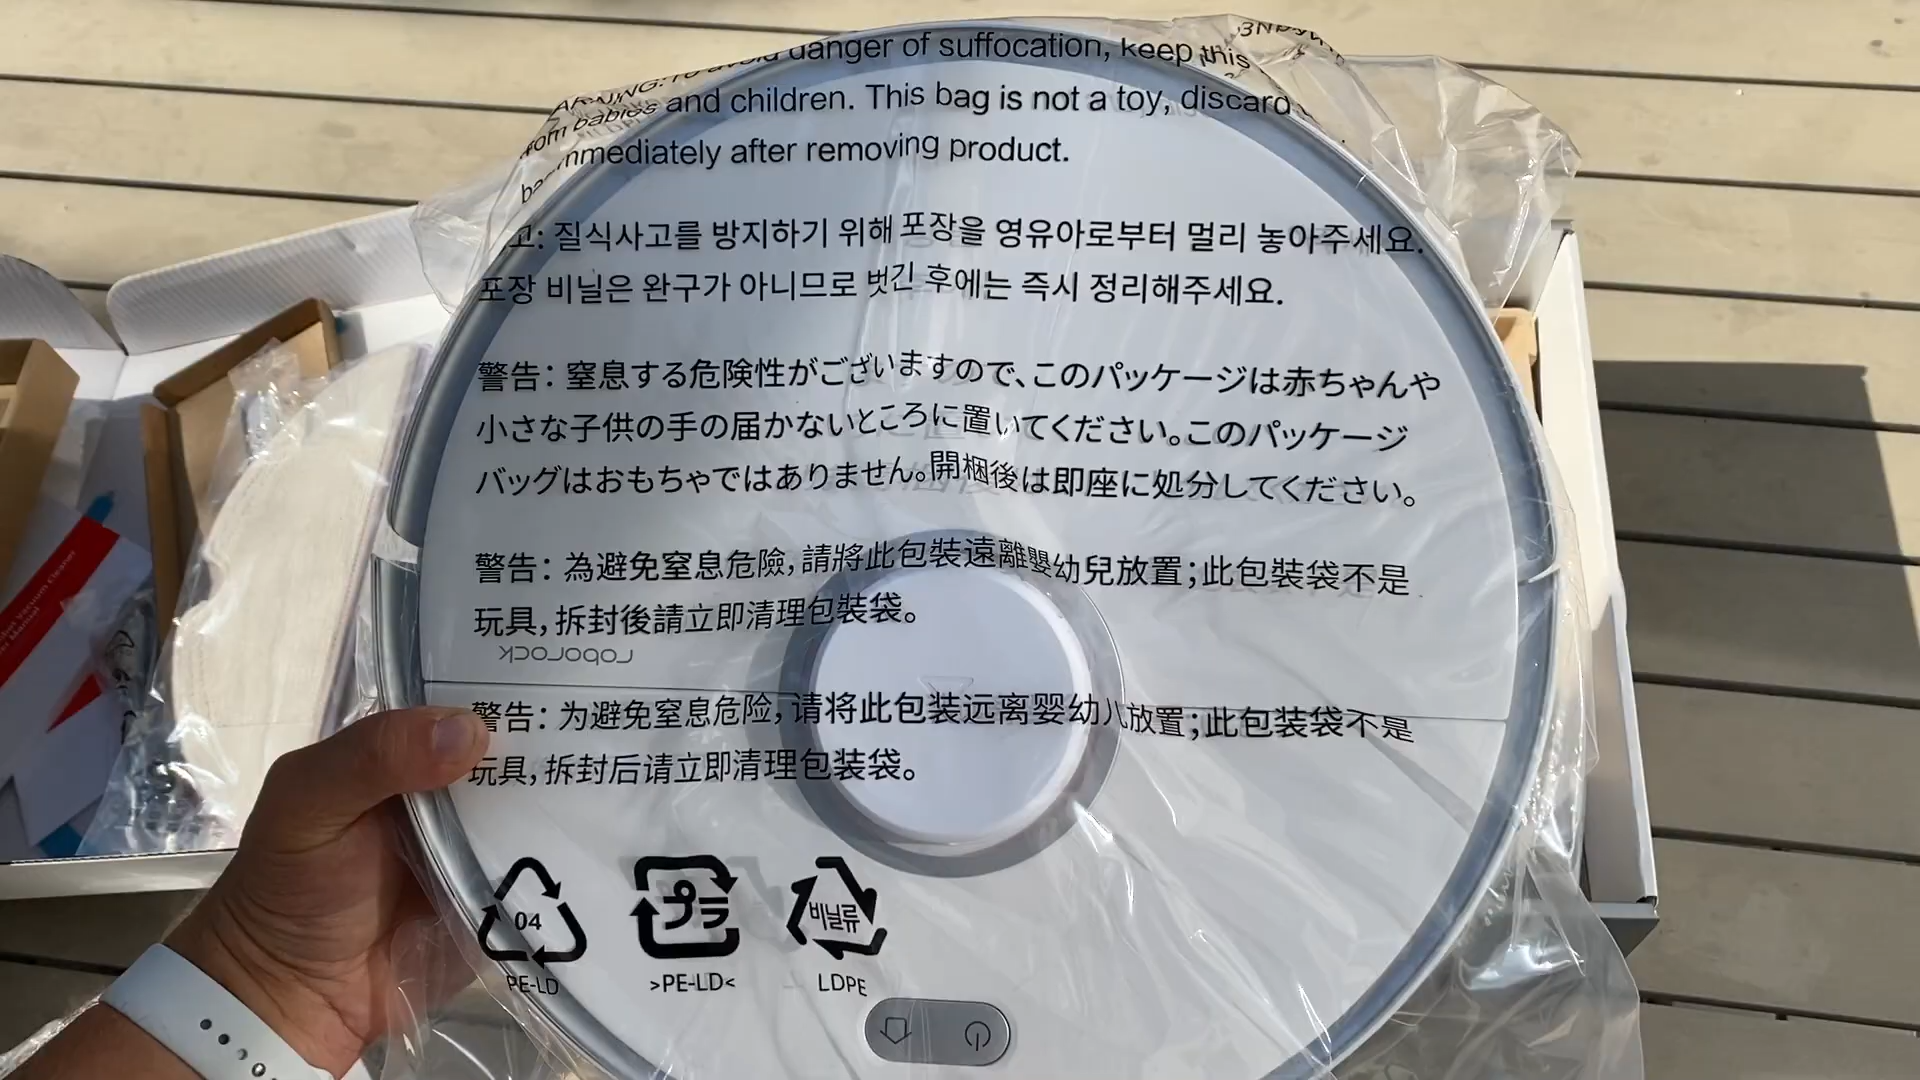 danger of suffocation, keep this
from babies and children. This bag is not a toy, discard
immediately after removing product.
고: 질식사고를 방지하기 위해 포장을 영유아로부터 멀리 놓아주세요.
포장 비닐은 완구가 아니므로 벗긴 후에는 즉시 정리해주세요.
警告：窒息する危険性がございますので、このパッケージは赤ちゃんや
小さな子供の手の届かないところに置いてください。このパッケージ
バッグはおもちゃではありません。開梱後は即座に処分してください。
警告：為避免窒息危險，請將此包裝遠離嬰幼兒放置；此包裝袋不是
玩具，拆封後請立即清理包裝袋。
roborock
警告：为避免窒息危险，请将此包装远离婴幼儿放置；此包装袋不是
玩具，拆封后请立即清理包装袋。
04 プラ 비닐류
PE-LD >PE-LD< LDPE